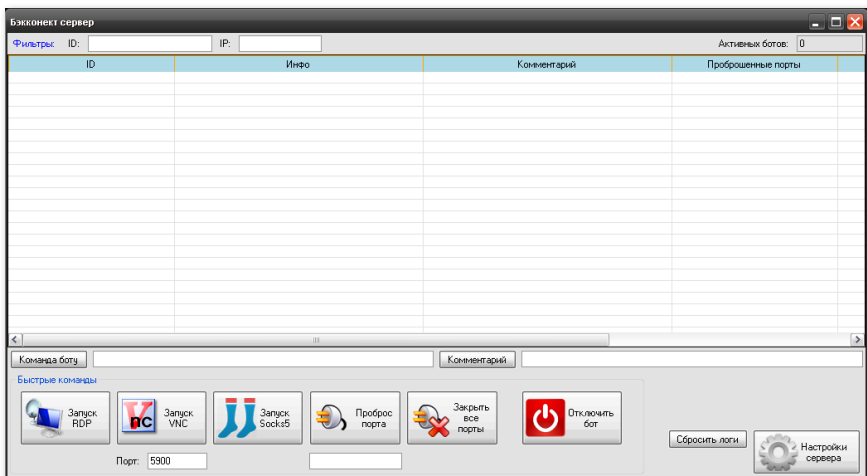 Бэкконект сервер
Фильтры: ID: IP: Активных ботов: 0
ID Инфо Комментарий Проброшенные порты
Команда боту Комментарий
Быстрые команды
Запуск RDP
Vnc
Запуск VNC
Запуск Socks5
Проброс порта
Закрыть все порты
Отключить бот
Порт: 5900
Сбросить логи
Настройки сервера